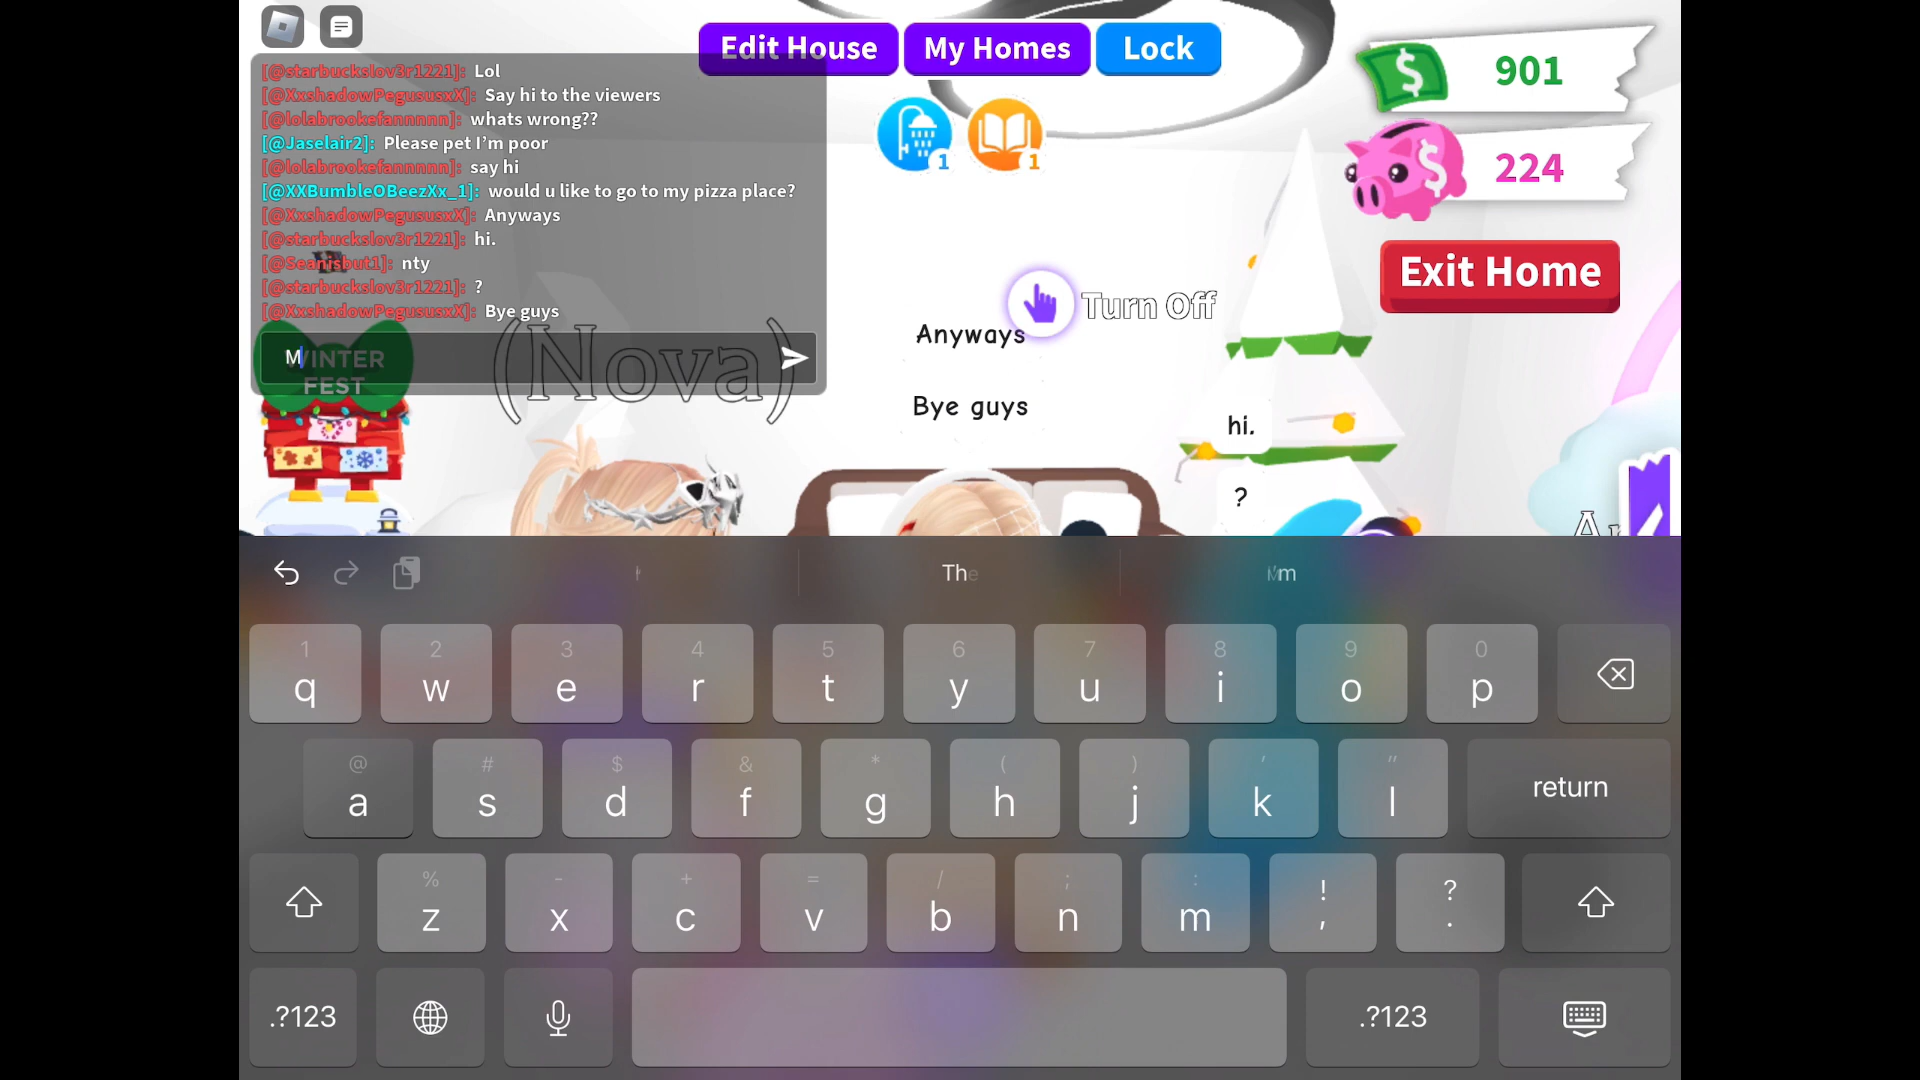 Edit House
My Homes
Lock
901
224
1
1
[@starbuckslov3r1221]: Lol
[@XxshadowPegususxX]: Say hi to the viewers
[@lolabrookefannnnn]: whats wrong??
[@Jaselair2]: Please pet I'm poor
[@lolabrookefannnnn]: say hi
[@XXBumbleOBeezXx_1]: would u like to go to my pizza place?
[@XxshadowPegususxX]: Anyways
[@starbuckslov3r1221]: hi.
[@Seanisbut1]: nty
[@starbuckslov3r1221]: ?
[@XxshadowPegususxX]: Bye guys
M
WINTER
FEST
(Nova)
Turn Off
Exit Home
Anyways
Bye guys
hi.
?
The
I'm
1 2 3 4 5 6 7 8 9 0
q w e r t y u i o p
@ # $ & * ( ) ' "
a s d f g h j k l return
% - + = / ; : ! ?
z x c v b n m , .
.?123
.?123